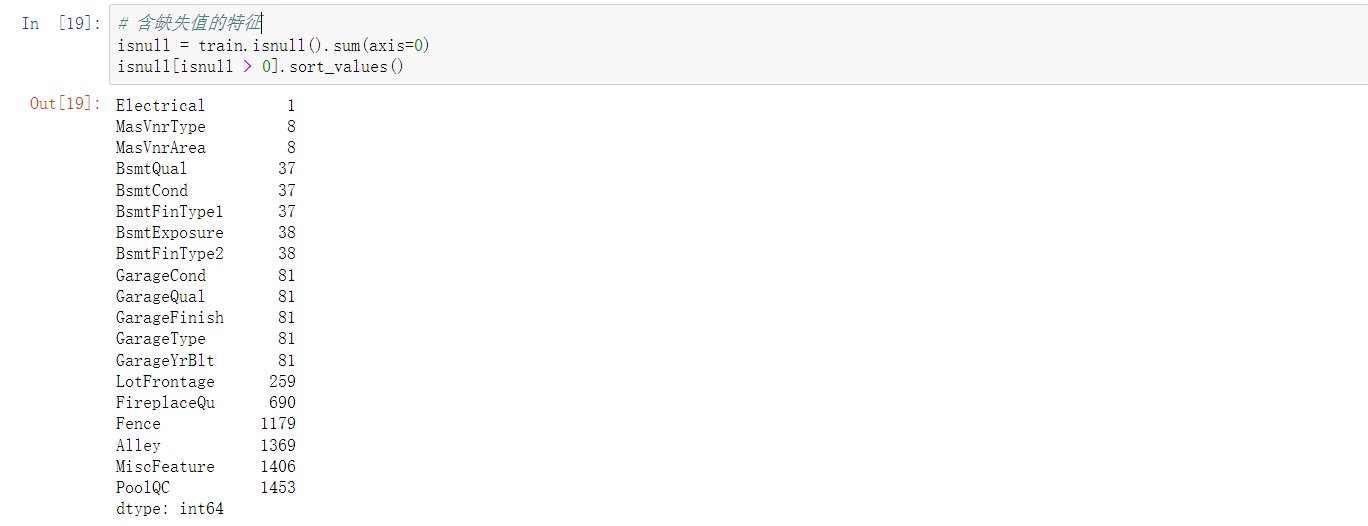 In [19]: # 含缺失值的特征
isnull = train.isnull().sum(axis=0)
isnull[isnull > 0].sort_values()
Out[19]: Electrical 1
MasVnrType 8
MasVnrArea 8
BsmtQual 37
BsmtCond 37
BsmtFinType1 37
BsmtExposure 38
BsmtFinType2 38
GarageCond 81
GarageQual 81
GarageFinish 81
GarageType 81
GarageYrBlt 81
LotFrontage 259
FireplaceQu 690
Fence 1179
Alley 1369
MiscFeature 1406
PoolQC 1453
dtype: int64